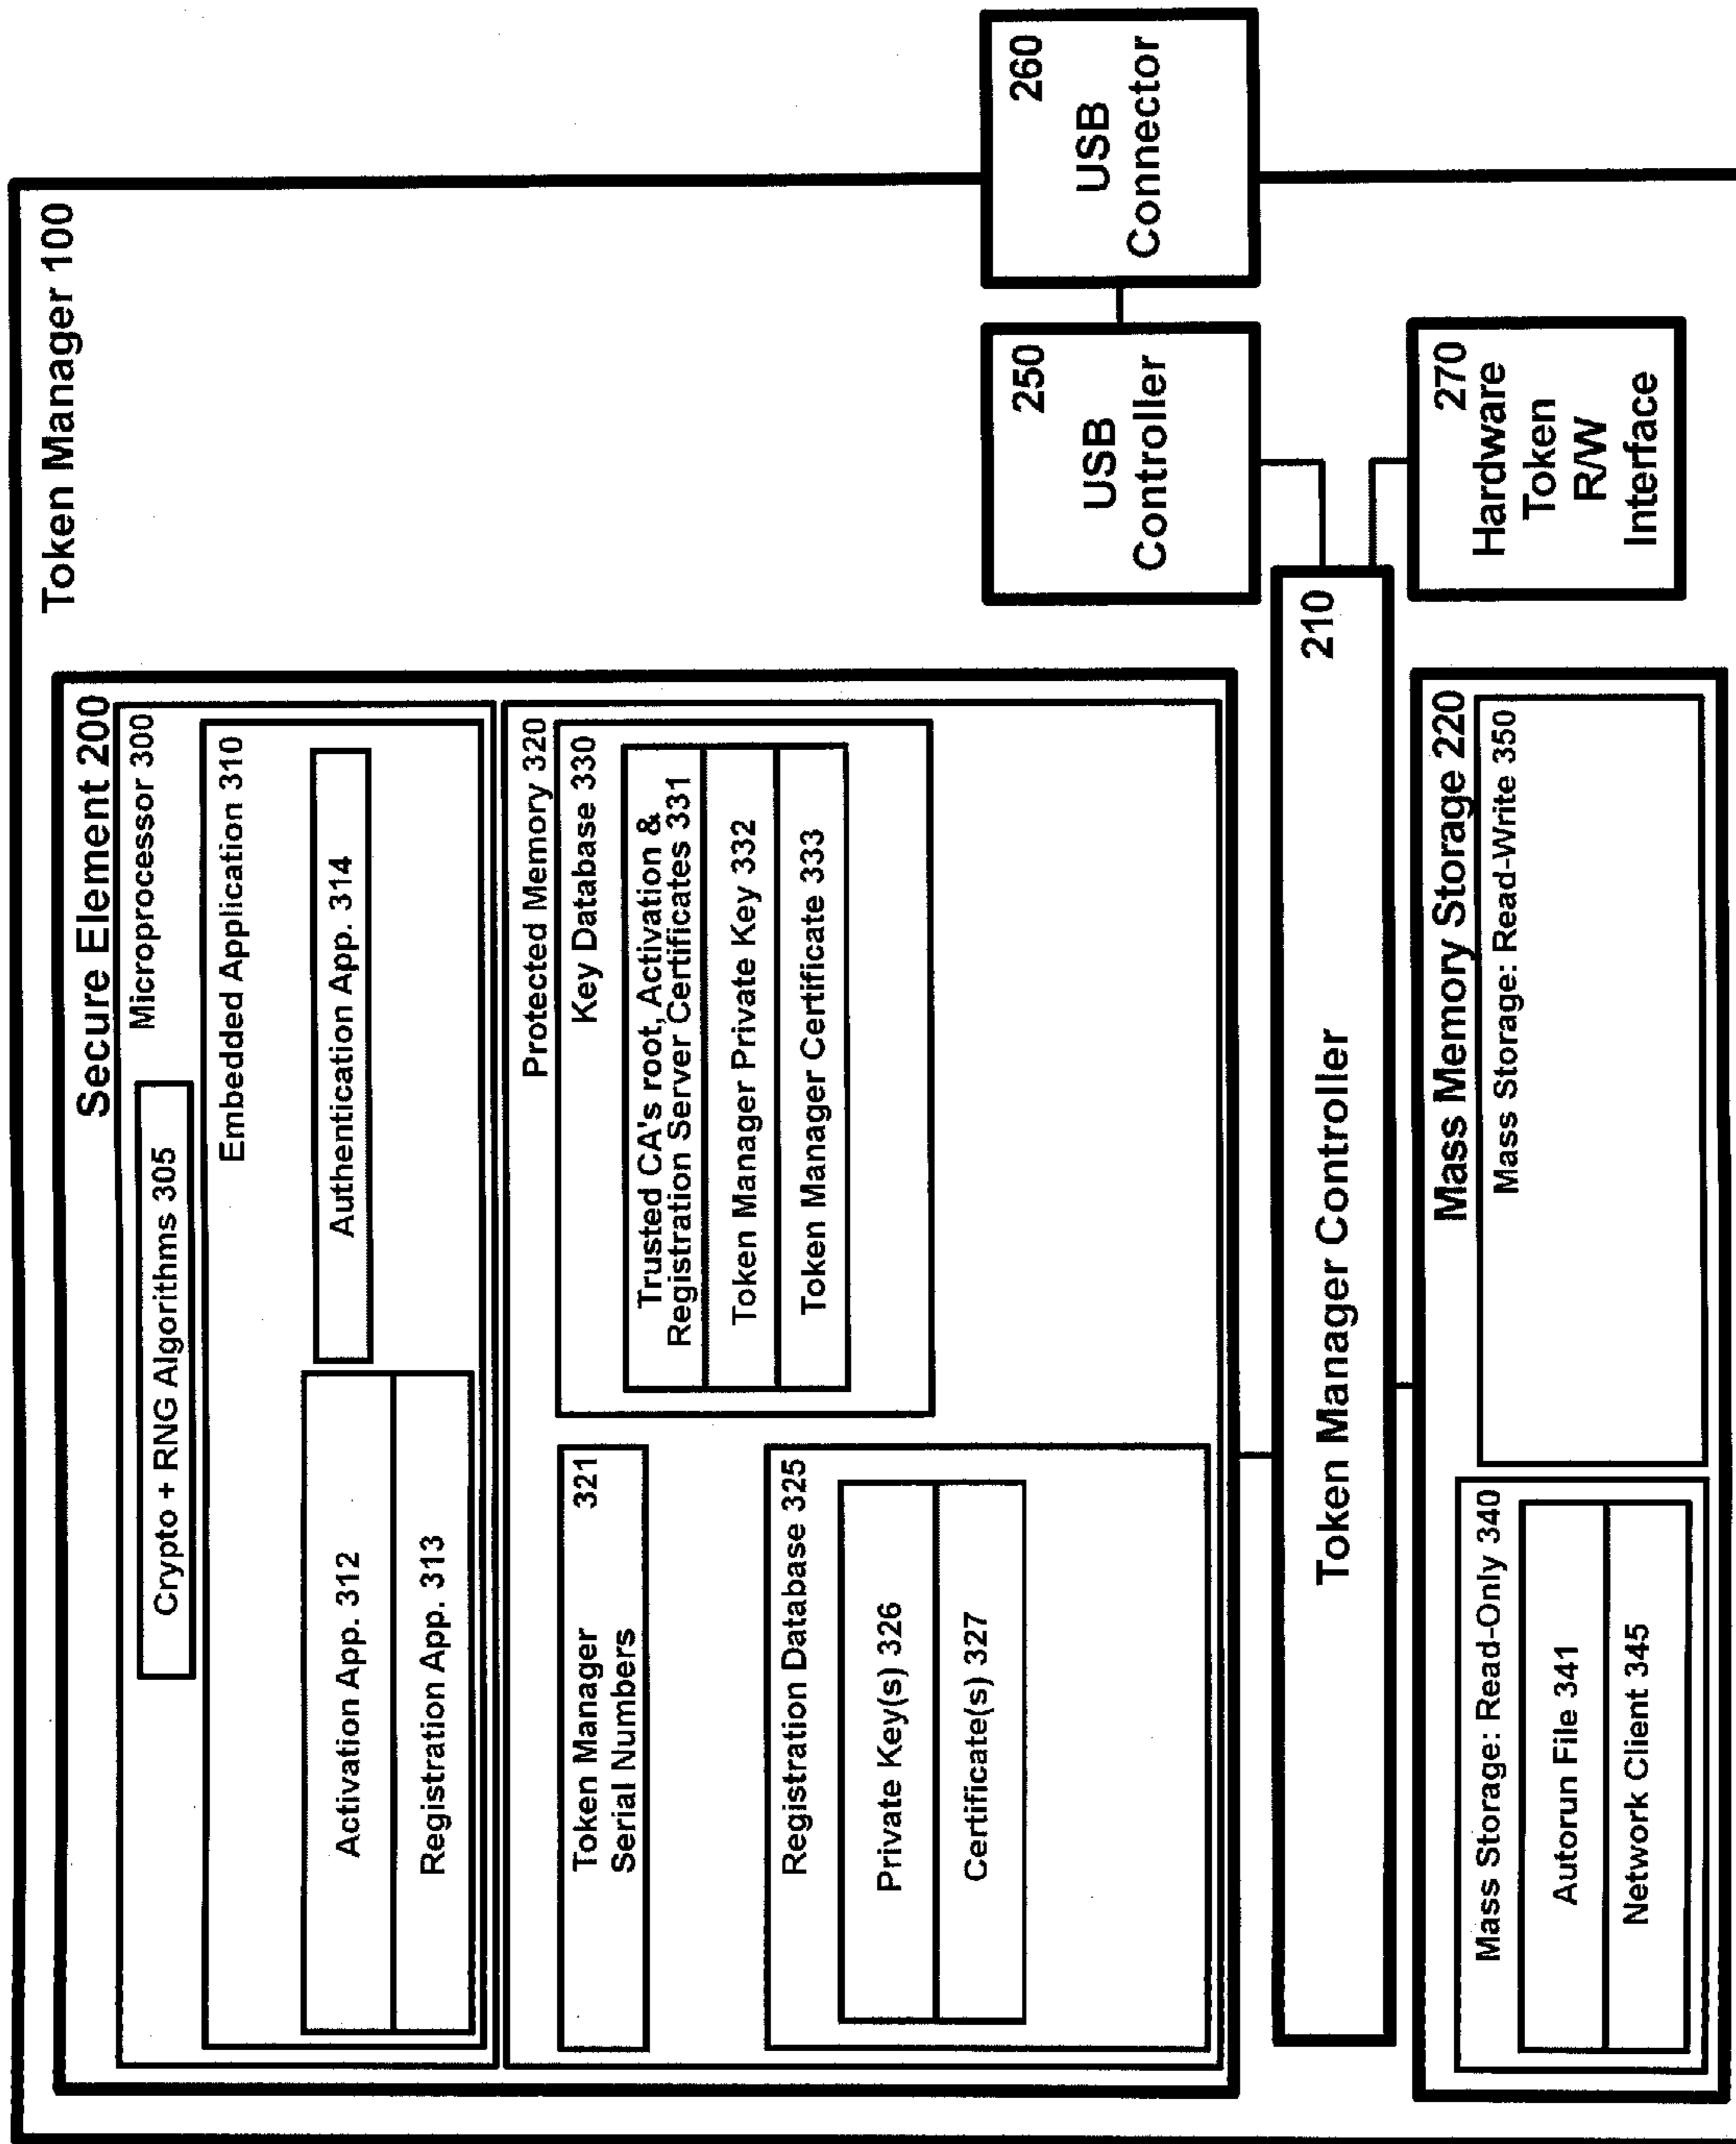 Token Manager 100
Secure Element 200
Microprocessor 300
Crypto + RNG Algorithms 305
Embedded Application 310
Activation App. 312
Registration App. 313
Authentication App. 314
Protected Memory 320
Token Manager 321
Serial Numbers
Key Database 330
Trusted CA's root, Activation &
Registration Server Certificates 331
Token Manager Private Key 332
Token Manager Certificate 333
Registration Database 325
Private Key(s) 326
Certificate(s) 327
210
Token Manager Controller
250
USB
Controller
260
USB
Connector
270
Hardware
Token
R/W
Interface
Mass Memory Storage 220
Mass Storage: Read-Only 340
Autorun File 341
Network Client 345
Mass Storage: Read-Write 350